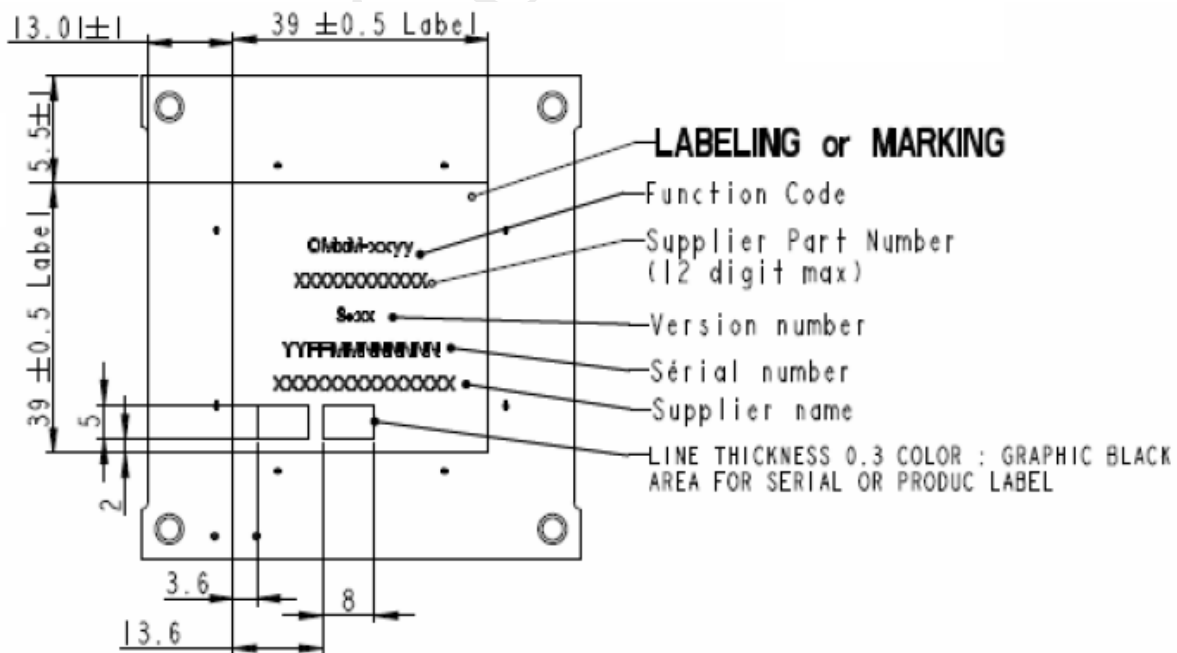 13.01±1
39 ±0.5 Label
5.5±1
LABELING or MARKING
Function Code
39 ±0.5 Label
Supplier Part Number
(12 digit max)
XXXXXXXXXXXX
S.xx
Version number
Sérial number
XXXXXXXXXXXXXXXX
Supplier name
5
LINE THICKNESS 0.3 COLOR : GRAPHIC BLACK
AREA FOR SERIAL OR PRODUC LABEL
2
3.6
8
13.6